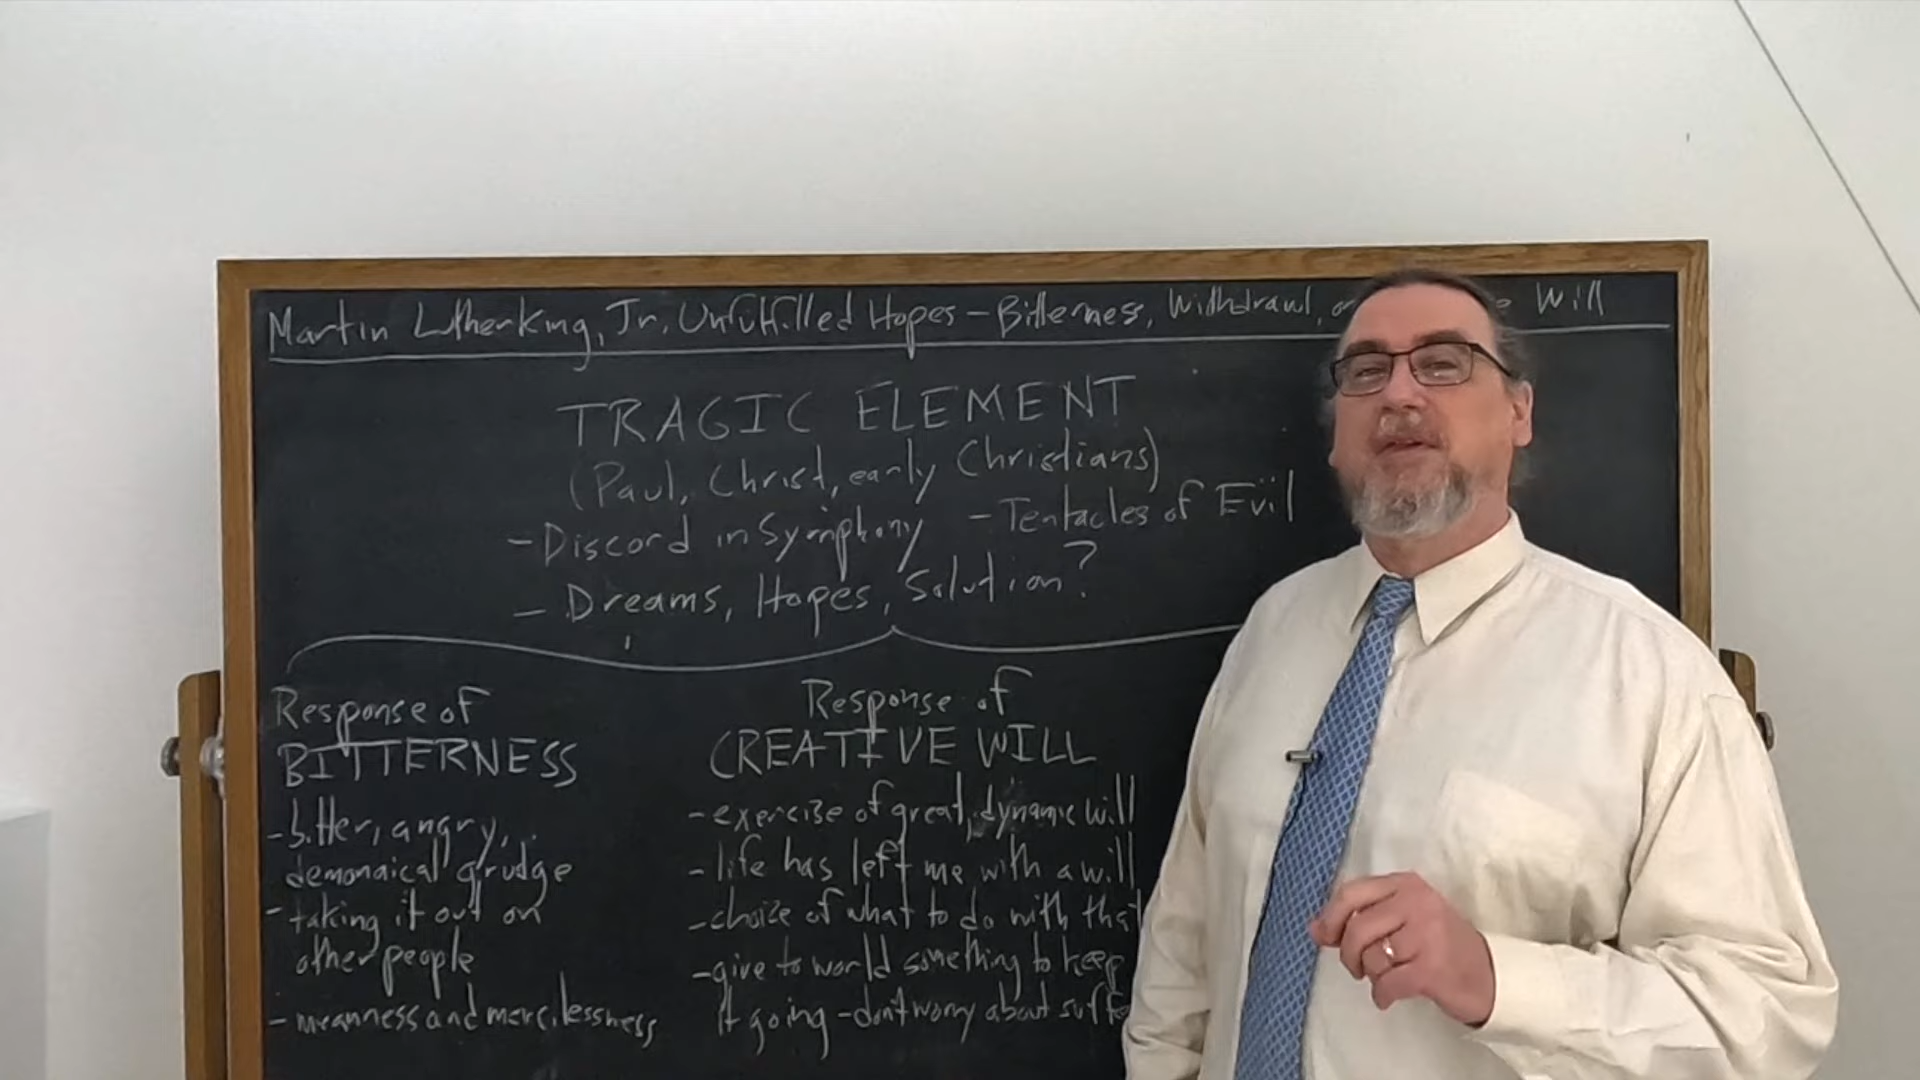 Martin Luther King, Jr, Unfulfilled Hopes - Bitterness, Withdrawl, or Will
TRAGIC ELEMENT
(Paul, Christ, early Christians)
- Discord in Symphony - Tentacles of Evil
- Dreams, Hopes, Solution?
Response of
BITTERNESS
- bitter, angry,
demonaical grudge
- taking it out on
other people
- meanness and mercilessness
Response of
CREATIVE WILL
- exercise of great, dynamic will
- life has left me with a will
- choice of what to do with that
- give to world something to keep
it going - don't worry about